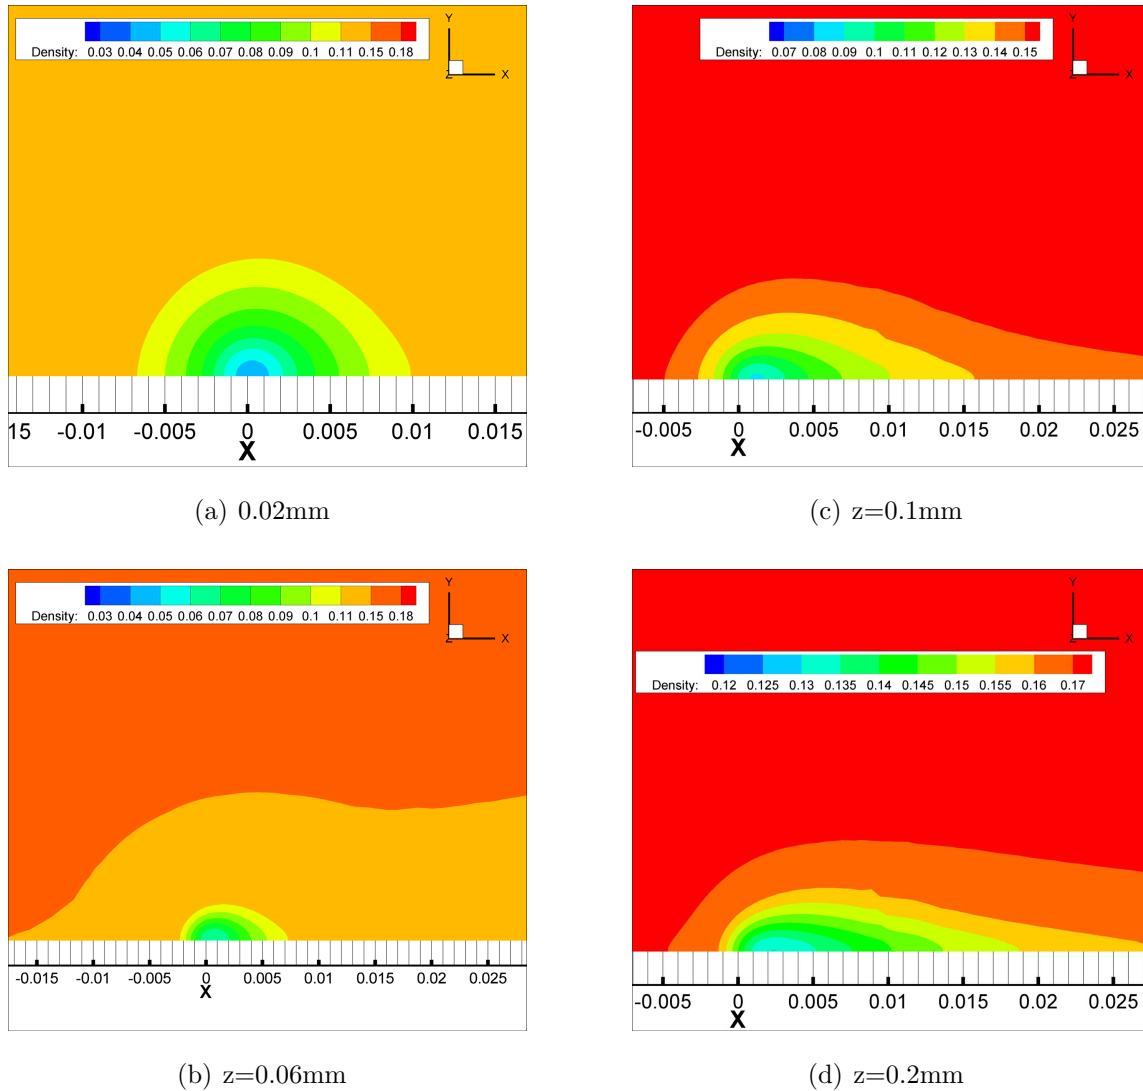 Density: 0.03 0.04 0.05 0.06 0.07 0.08 0.09 0.1 0.11 0.15 0.18
Y
X
Z
15 -0.01 -0.005 0 0.005 0.01 0.015
X
(a) 0.02mm
Density: 0.07 0.08 0.09 0.1 0.11 0.12 0.13 0.14 0.15
Y
X
Z
-0.005 0 0.005 0.01 0.015 0.02 0.025
X
(c) z=0.1mm
Density: 0.03 0.04 0.05 0.06 0.07 0.08 0.09 0.1 0.11 0.15 0.18
Y
X
Z
-0.015 -0.01 -0.005 0 0.005 0.01 0.015 0.02 0.025
X
(b) z=0.06mm
Y
X
Z
Density: 0.12 0.125 0.13 0.135 0.14 0.145 0.15 0.155 0.16 0.17
-0.005 0 0.005 0.01 0.015 0.02 0.025
X
(d) z=0.2mm